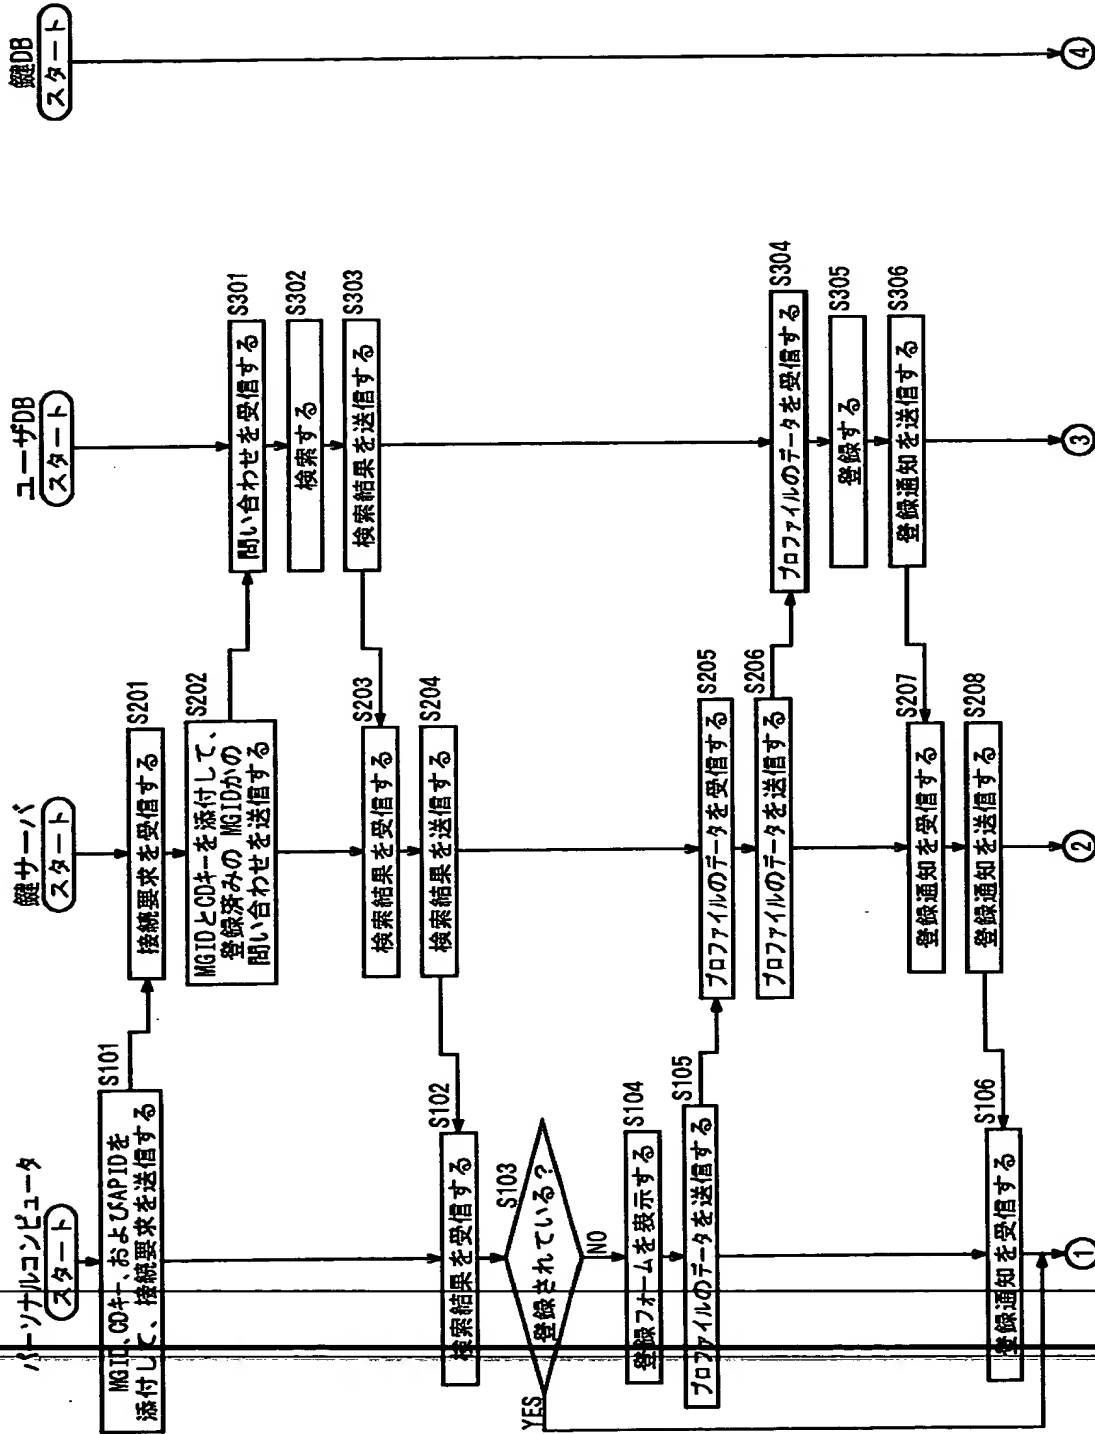 パーソナルコンピュータ
スタート
MGID、CDキー、およびAPIDを
添付して、接続要求を送信する
S101
検索結果を受信する
S102
登録されている?
S103
YES
NO
登録フォームを表示する
S104
プロファイルのデータを送信する
S105
登録通知を受信する
S106
1
鍵サーバ
スタート
接続要求を受信する
S201
MGIDとCDキーを添付して、
登録済みの MGIDかの
問い合わせを送信する
S202
検索結果を受信する
S203
検索結果を送信する
S204
プロファイルのデータを受信する
S205
プロファイルのデータを送信する
S206
登録通知を受信する
S207
登録通知を送信する
S208
2
ユーザDB
スタート
問い合わせを受信する
S301
検索する
S302
検索結果を送信する
S303
プロファイルのデータを受信する
S304
登録する
S305
登録通知を送信する
S306
3
鍵DB
スタート
4